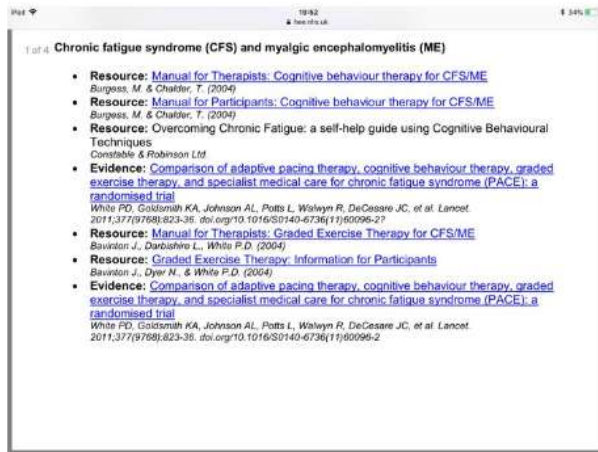 iPad
10:52
hee.nhs.uk
34%
1 of 4
Chronic fatigue syndrome (CFS) and myalgic encephalomyelitis (ME)
• Resource: Manual for Therapists: Cognitive behaviour therapy for CFS/ME
Burgess, M. & Chalder, T. (2004)
• Resource: Manual for Participants: Cognitive behaviour therapy for CFS/ME
Burgess, M. & Chalder, T. (2004)
• Resource: Overcoming Chronic Fatigue: a self-help guide using Cognitive Behavioural
Techniques
Constable & Robinson Ltd
• Evidence: Comparison of adaptive pacing therapy, cognitive behaviour therapy, graded
exercise therapy, and specialist medical care for chronic fatigue syndrome (PACE): a
randomised trial
White PD, Goldsmith KA, Johnson AL, Potts L, Walwyn R, DeCesare JC, et al. Lancet.
2011;377(9768):823-36. doi.org/10.1016/S0140-6736(11)60096-2?
• Resource: Manual for Therapists: Graded Exercise Therapy for CFS/ME
Bavinton J., Darbishire L., White P.D. (2004)
• Resource: Graded Exercise Therapy: Information for Participants
Bavinton J., Dyer N., & White P.D. (2004)
• Evidence: Comparison of adaptive pacing therapy, cognitive behaviour therapy, graded
exercise therapy, and specialist medical care for chronic fatigue syndrome (PACE): a
randomised trial
White PD, Goldsmith KA, Johnson AL, Potts L, Walwyn R, DeCesare JC, et al. Lancet.
2011;377(9768):823-36. doi.org/10.1016/S0140-6736(11)60096-2